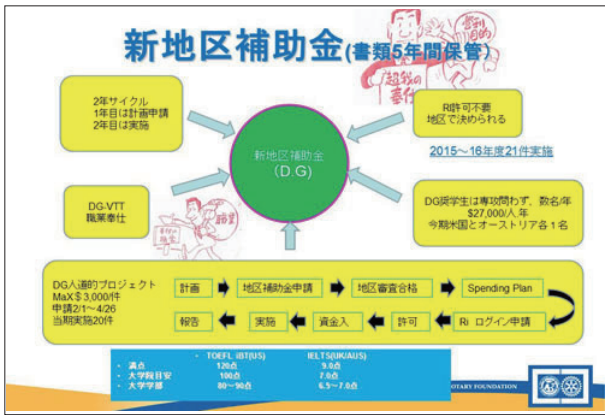 新地区補助金(書類5年間保管)
営利
目的
超我の
奉仕
2年サイクル
1年目は計画申請
2年目は実施
RI許可不要
地区で決められる
2015~16年度21件実施
新地区補助金
(D.G)
DG-VTT
職業奉仕
DG奨学生は専攻問わず、数名/年
$27,000/人 年
今期米国とオーストリア各1名
DG人道的プロジェクト
MaX$3,000/件
申請2/1~4/26
当期実施20件
計画 地区補助金申請 地区審査合格 Spending Plan
報告 実施 資金入 許可 Ri ログイン申請
- TOEFL iBT(US) IELTS(UK/AUS)
- 満点 120点 9.0点
- 大学院目安 100点 7.0点
- 大学学部 80~90点 6.5~7.0点
ROTARY FOUNDATION